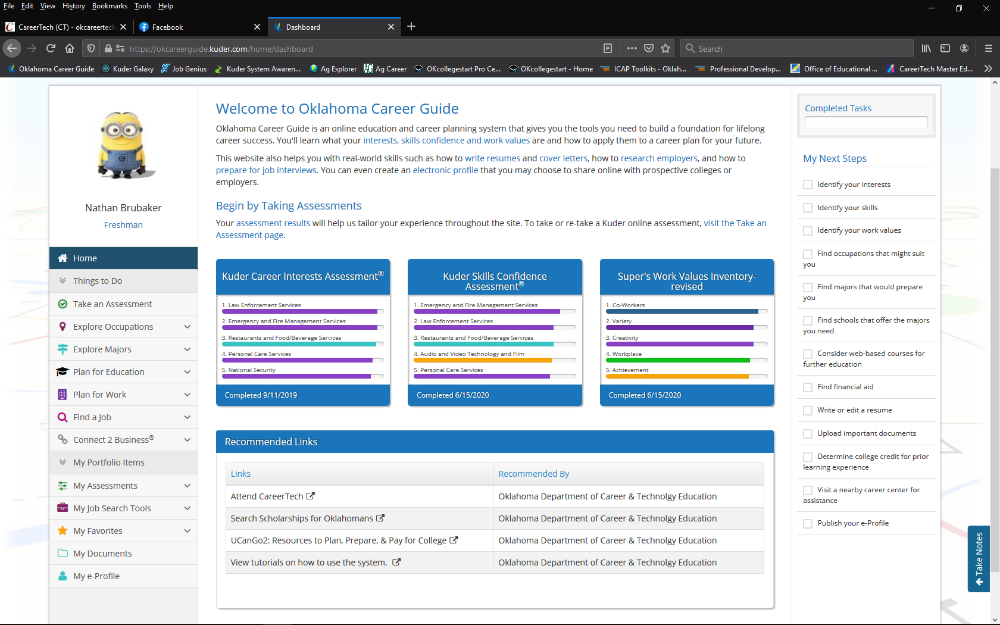 File Edit View History Bookmarks Tools Help
CareerTech (CT) - okcareertech
Facebook
Dashboard
https://okcareerguide.kuder.com/home/dashboard
Search
Oklahoma Career Guide
Kuder Galaxy
Job Genius
Kuder System Awaren...
Ag Explorer
Ag Career
OKcollegestart Pro Ce...
OKcollegestart - Home
ICAP Toolkits - Oklah...
Professional Develop...
Office of Educational ...
CareerTech Master Ed...
Nathan Brubaker
Freshman
Home
Things to Do
Take an Assessment
Explore Occupations
Explore Majors
Plan for Education
Plan for Work
Find a Job
Connect 2 Business®
My Portfolio Items
My Assessments
My Job Search Tools
My Favorites
My Documents
My e-Profile
Welcome to Oklahoma Career Guide
Oklahoma Career Guide is an online education and career planning system that gives you the tools you need to build a foundation for lifelong
career success. You'll learn what your interests, skills confidence and work values are and how to apply them to a career plan for your future.
This website also helps you with real-world skills such as how to write resumes and cover letters, how to research employers, and how to
prepare for job interviews. You can even create an electronic profile that you may choose to share online with prospective colleges or
employers.
Begin by Taking Assessments
Your assessment results will help us tailor your experience throughout the site. To take or re-take a Kuder online assessment, visit the Take an
Assessment page.
Kuder Career Interests Assessment®
1. Law Enforcement Services
2. Emergency and Fire Management Services
3. Restaurants and Food/Beverage Services
4. Personal Care Services
5. National Security
Completed 9/11/2019
Kuder Skills Confidence
Assessment®
1. Emergency and Fire Management Services
2. Law Enforcement Services
3. Restaurants and Food/Beverage Services
4. Audio and Video Technology and Film
5. Personal Care Services
Completed 6/15/2020
Super's Work Values Inventory-
revised
1. Co-Workers
2. Variety
3. Creativity
4. Workplace
5. Achievement
Completed 6/15/2020
Recommended Links
Links
Recommended By
Attend CareerTech
Oklahoma Department of Career & Technolgy Education
Search Scholarships for Oklahomans
Oklahoma Department of Career & Technolgy Education
UCanGo2: Resources to Plan, Prepare, & Pay for College
Oklahoma Department of Career & Technolgy Education
View tutorials on how to use the system.
Oklahoma Department of Career & Technolgy Education
Completed Tasks
My Next Steps
Identify your interests
Identify your skills
Identify your work values
Find occupations that might suit
you
Find majors that would prepare
you
Find schools that offer the majors
you need
Consider web-based courses for
further education
Find financial aid
Write or edit a resume
Upload important documents
Determine college credit for prior
learning experience
Visit a nearby career center for
assistance
Publish your e-Profile
Take Notes